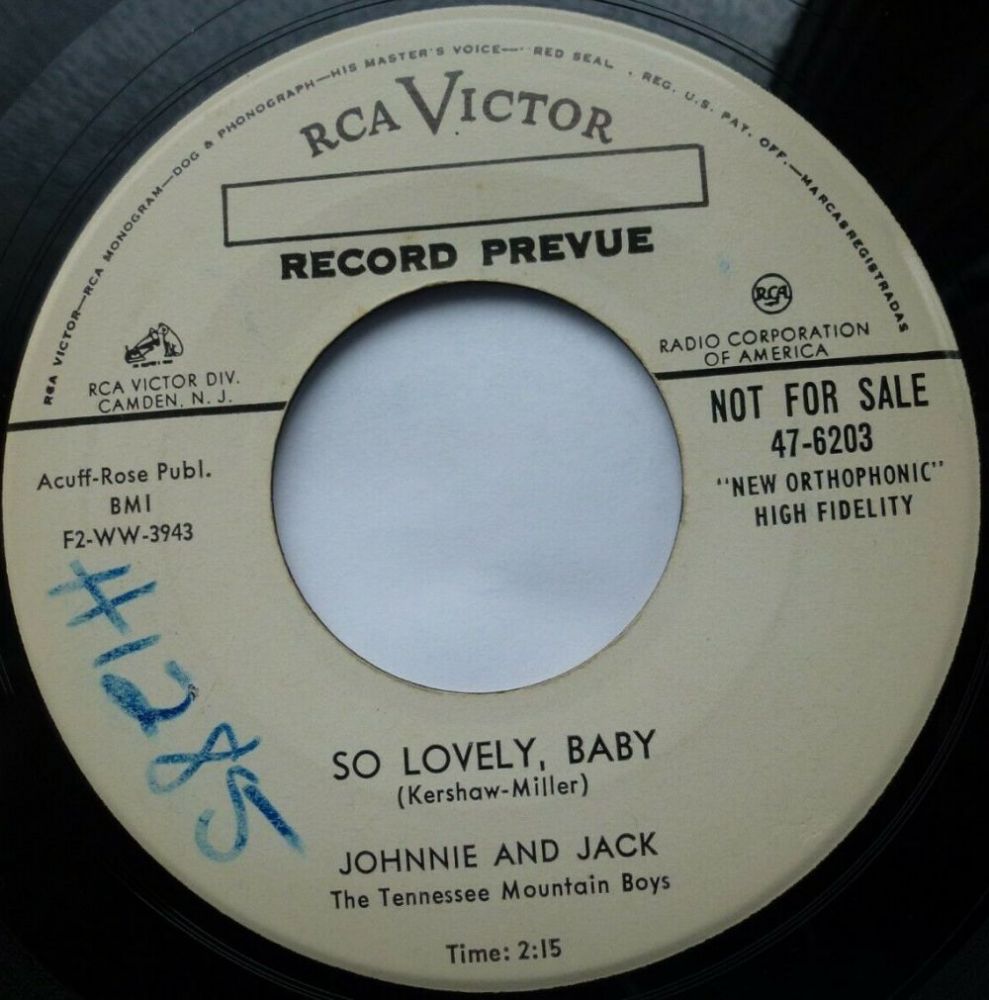 RCA VICTOR—RCA MONOGRAM—DOG & PHONOGRAPH—HIS MASTER'S VOICE—RED SEAL . REG. U.S. PAT. OFF.—MARCAS REGISTRADAS
RCA VICTOR
RECORD PREVUE
RCA
RCA VICTOR DIV.
CAMDEN, N. J.
RADIO CORPORATION
OF AMERICA
NOT FOR SALE
47-6203
"NEW ORTHOPHONIC"
HIGH FIDELITY
Acuff-Rose Publ.
BMI
F2-WW-3943
#1285
SO LOVELY, BABY
(Kershaw-Miller)
JOHNNIE AND JACK
The Tennessee Mountain Boys
Time: 2:15